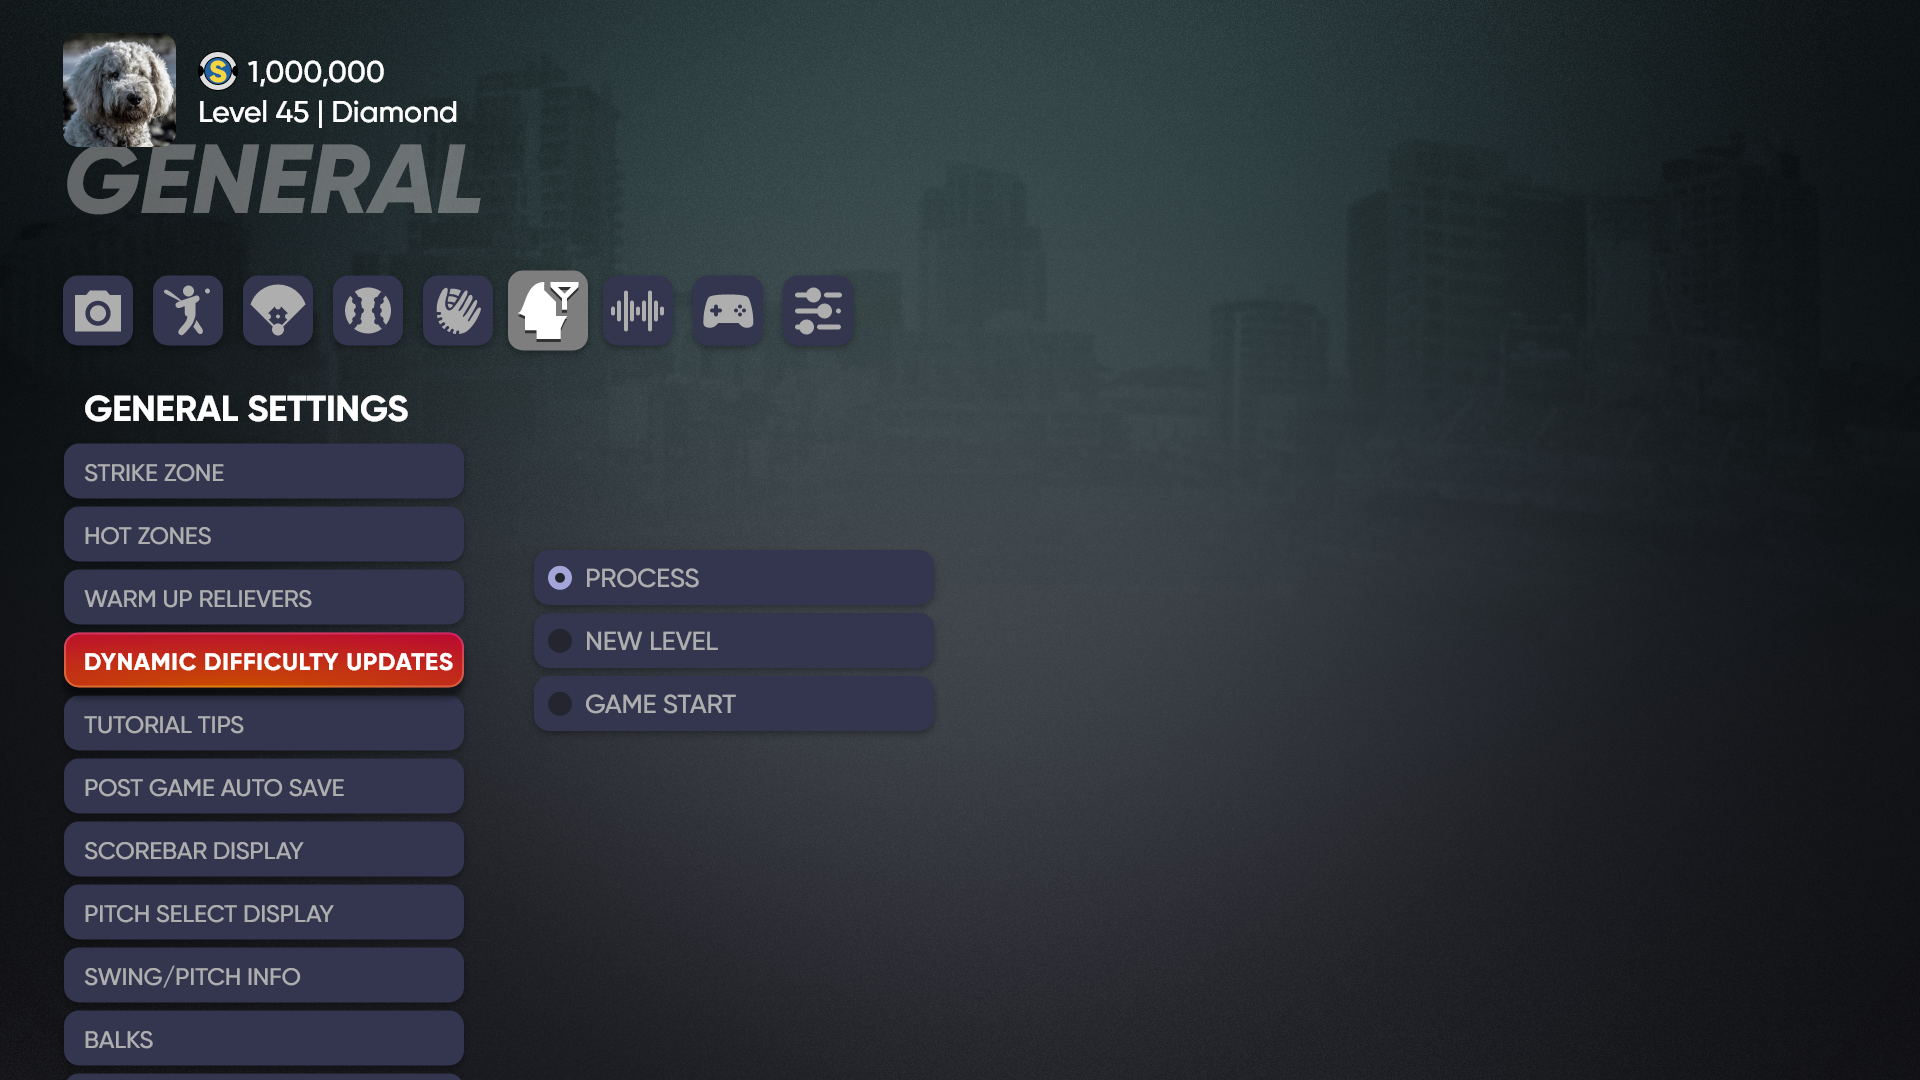 S 1,000,000
Level 45 | Diamond
GENERAL
GENERAL SETTINGS
STRIKE ZONE
HOT ZONES
WARM UP RELIEVERS
DYNAMIC DIFFICULTY UPDATES
TUTORIAL TIPS
POST GAME AUTO SAVE
SCOREBAR DISPLAY
PITCH SELECT DISPLAY
SWING/PITCH INFO
BALKS
PROCESS
NEW LEVEL
GAME START